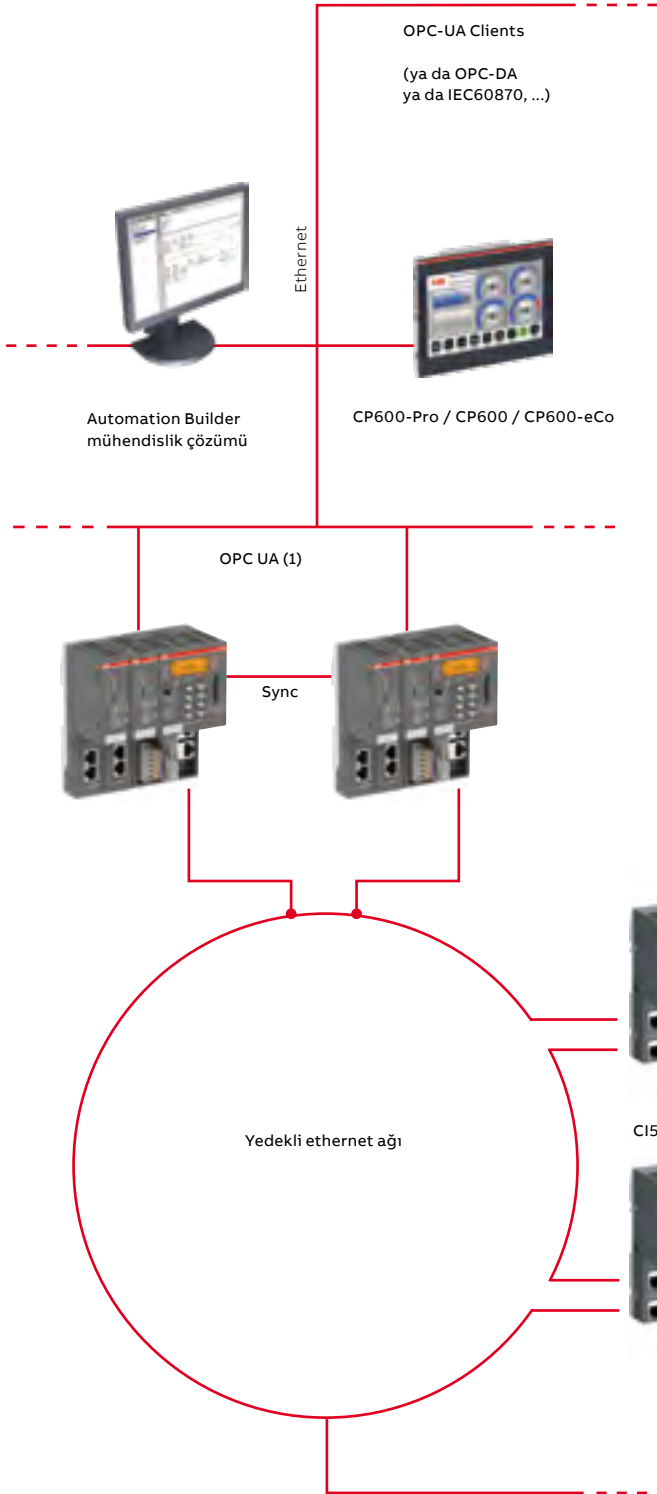 OPC-UA Clients
(ya da OPC-DA
ya da IEC60870, ...)
Ethernet
Automation Builder
mühendislik çözümü
CP600-Pro / CP600 / CP600-eCo
OPC UA (1)
Sync
Yedekli ethernet ağı
CI5